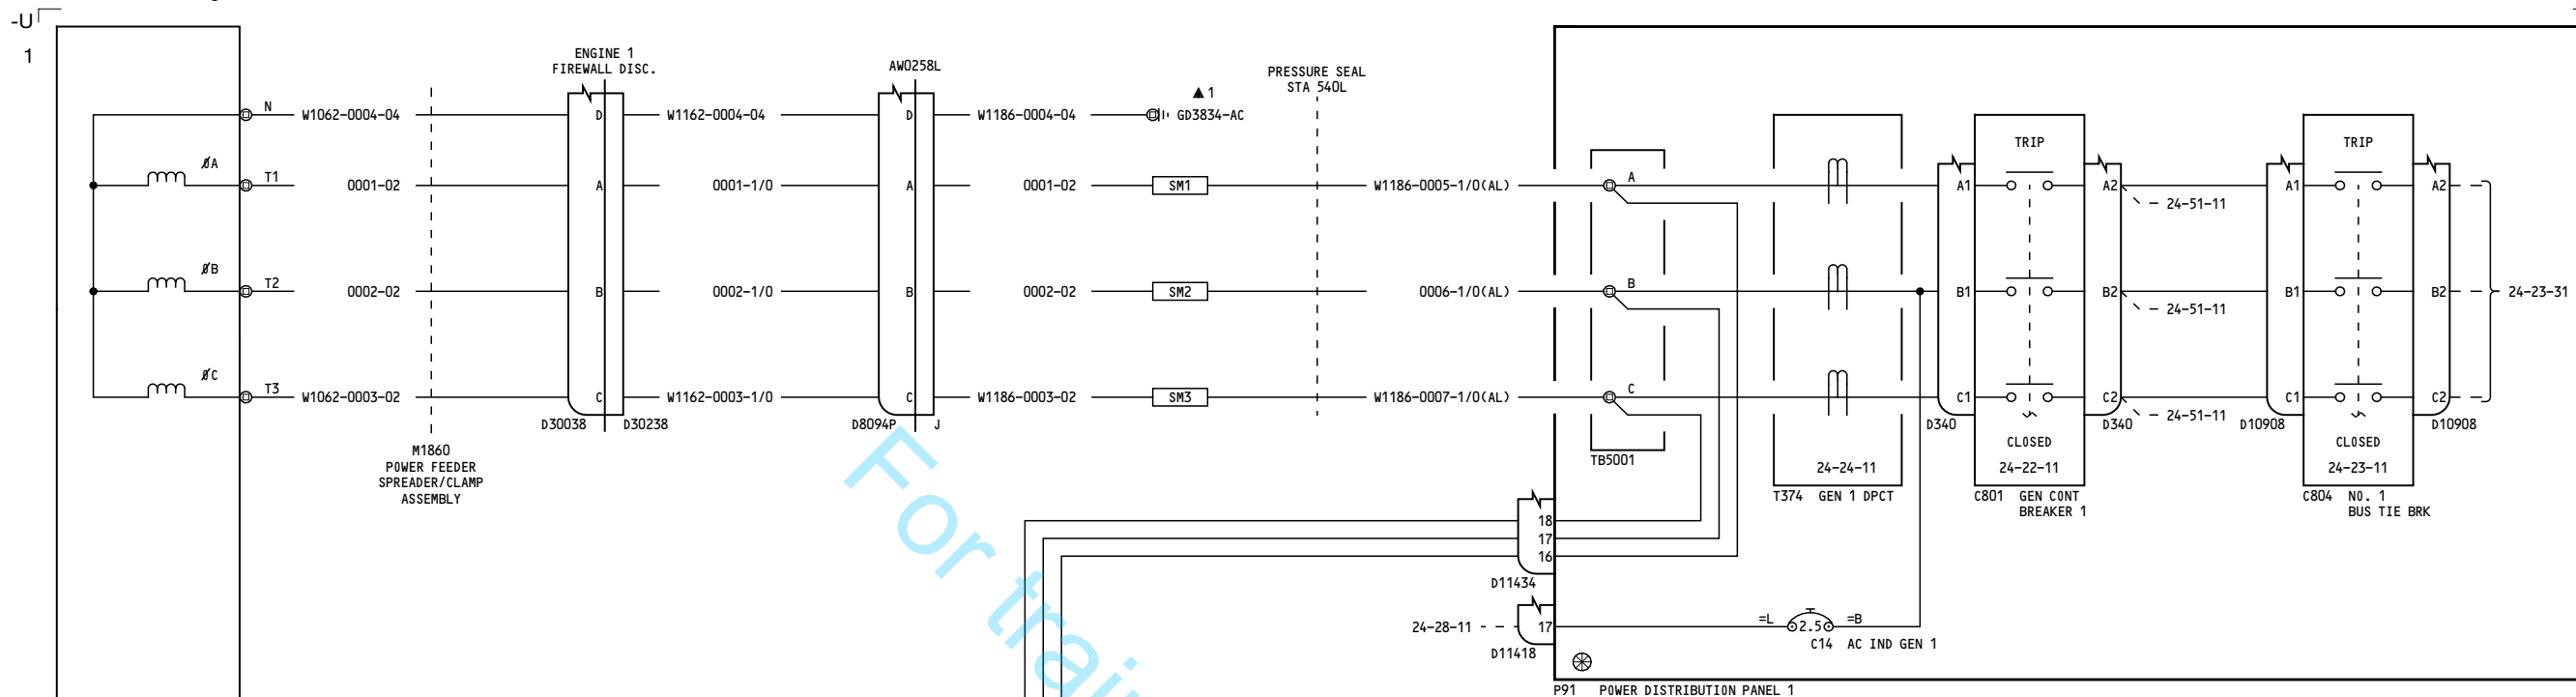 -U
1
ENGINE 1
FIREWALL DISC.
AW0258L
PRESSURE SEAL
STA 540L
▲ 1
N
W1062-0004-04
D
W1162-0004-04
D
W1186-0004-04
GD3834-AC
TRIP
TRIP
ØA
T1
0001-02
A
0001-1/0
A
0001-02
SM1
W1186-0005-1/0(AL)
A
A1
A2
24-51-11
A1
A2
ØB
T2
0002-02
B
0002-1/0
B
0002-02
SM2
0006-1/0(AL)
B
B1
B2
24-51-11
B1
B2
24-23-31
ØC
T3
W1062-0003-02
C
W1162-0003-1/0
C
W1186-0003-02
SM3
W1186-0007-1/0(AL)
C
C1
C2
24-51-11
C1
C2
D30038
D30238
D8094P
J
D340
D340
D10908
D10908
M1860
POWER FEEDER
SPREADER/CLAMP
ASSEMBLY
TB5001
24-24-11
CLOSED
24-22-11
CLOSED
24-23-11
T374 GEN 1 DPCT
C801 GEN CONT
BREAKER 1
C804 NO. 1
BUS TIE BRK
18
17
16
D11434
24-28-11
17
=L
2.5
=B
C14 AC IND GEN 1
D11418
P91 POWER DISTRIBUTION PANEL 1
For train